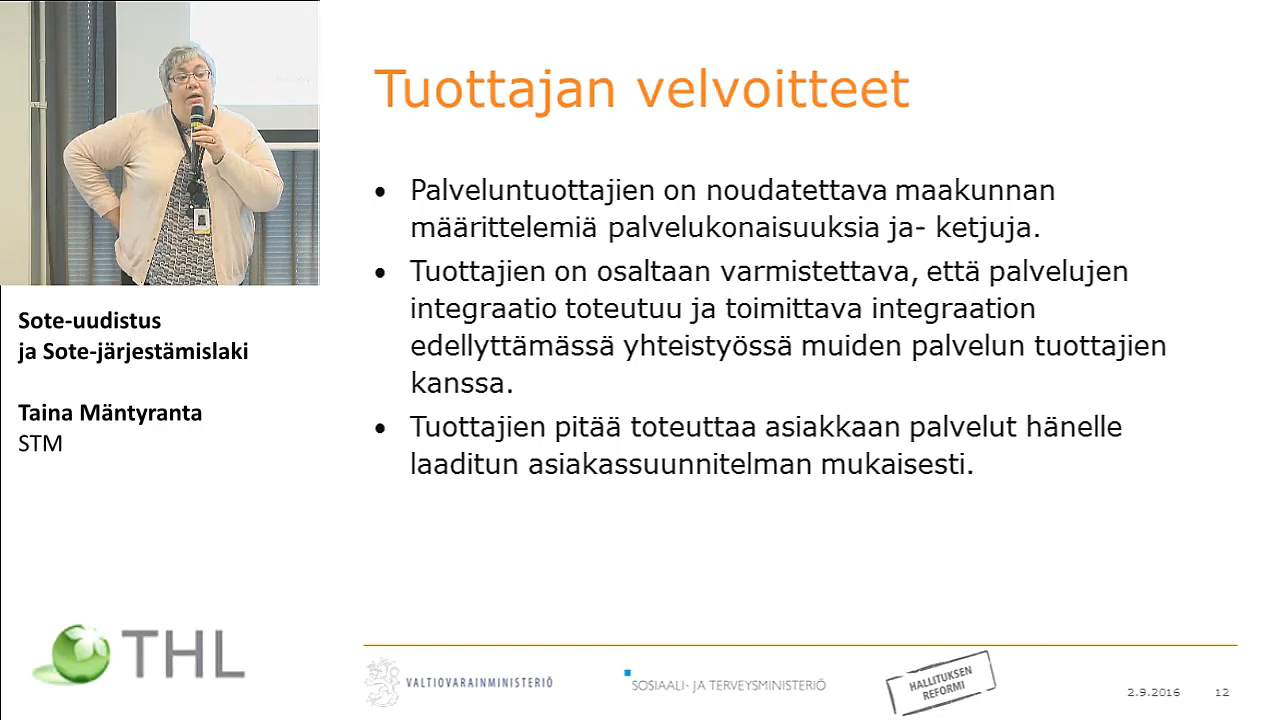 Tuottajan velvoitteet
• Palveluntuottajien on noudatettava maakunnan
määrittelemiä palvelukonaisuuksia ja- ketjuja.
• Tuottajien on osaltaan varmistettava, että palvelujen
integraatio toteutuu ja toimittava integraation
edellyttämässä yhteistyössä muiden palvelun tuottajien
kanssa.
• Tuottajien pitää toteuttaa asiakkaan palvelut hänelle
laaditun asiakassuunnitelman mukaisesti.
Sote-uudistus
ja Sote-järjestämislaki
Taina Mäntyranta
STM
THL
VALTIOVARAINMINISTERIÖ
SOSIAALI- JA TERVEYSMINISTERIÖ
HALLITUKSEN
REFORMI
2.9.2016
12